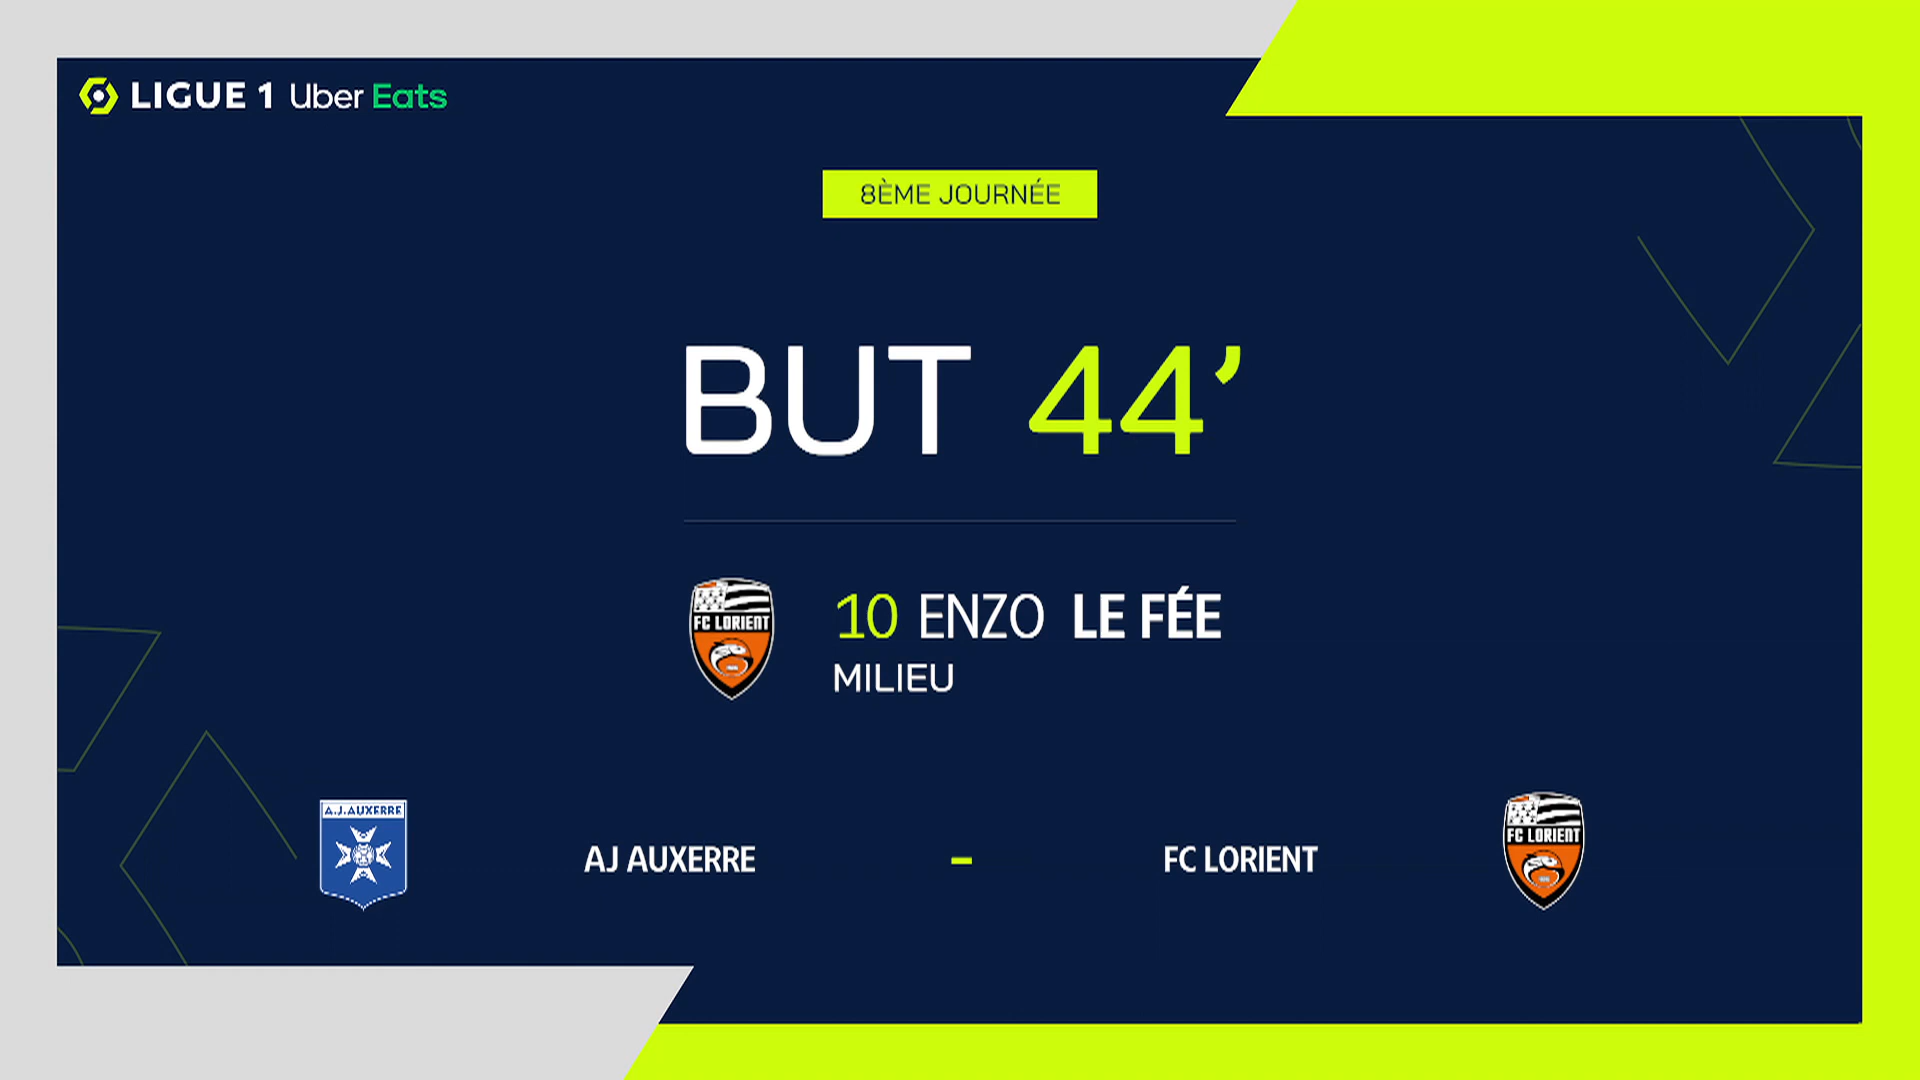 LIGUE 1 Uber Eats
8ÈME JOURNÉE
BUT 44’
FC LORIENT
10 ENZO LE FÉE
MILIEU
A.J.AUXERRE
AJ AUXERRE - FC LORIENT
FC LORIENT